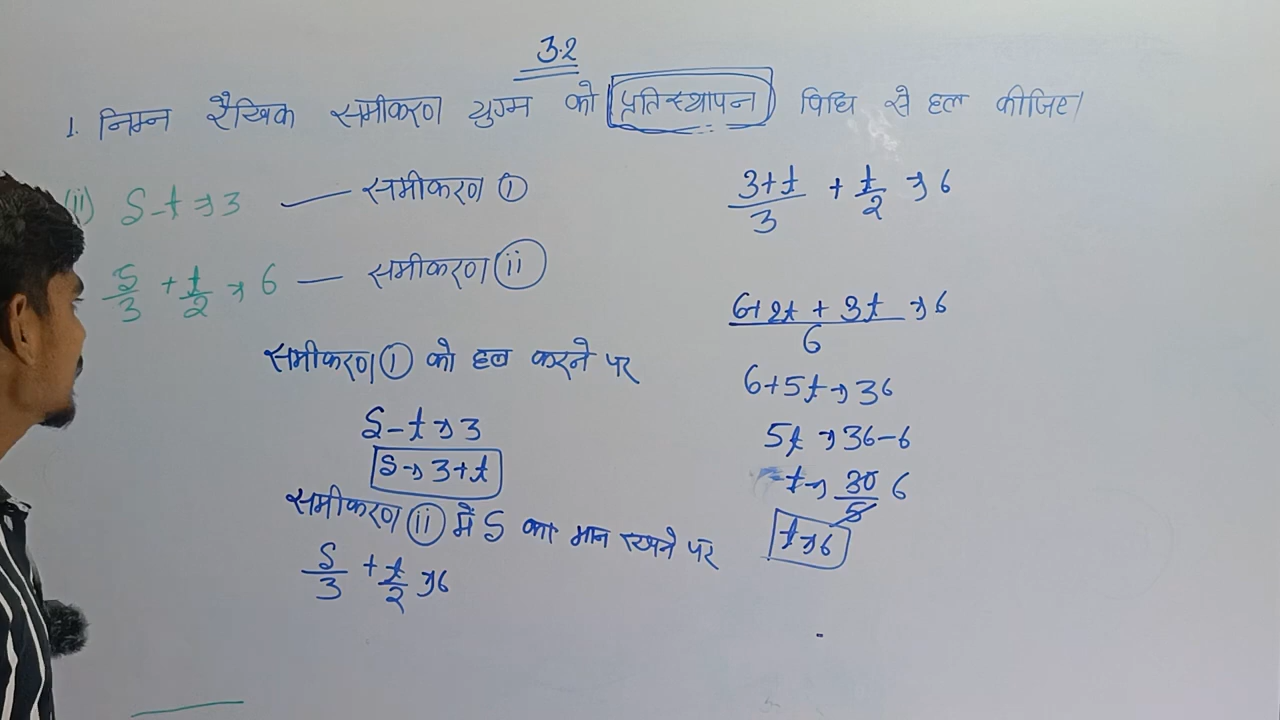 3.2
1. निम्न रैखिक समीकरण युग्म को प्रतिस्थापन विधि से हल कीजिए।
(ii) S-t⇒3 — समीकरण ①
S/3 + t/2 ⇒ 6 — समीकरण (ii)
समीकरण ① को हल करने पर
S-t⇒3
S→3+t
समीकरण (ii) में S का मान रखने पर
S/3 + t/2 ⇒6
3+t/3 + t/2 ⇒6
6+2t + 3t/6 ⇒6
6+5t→36
5t ⇒36-6
t→ 30/5 6
t⇒6